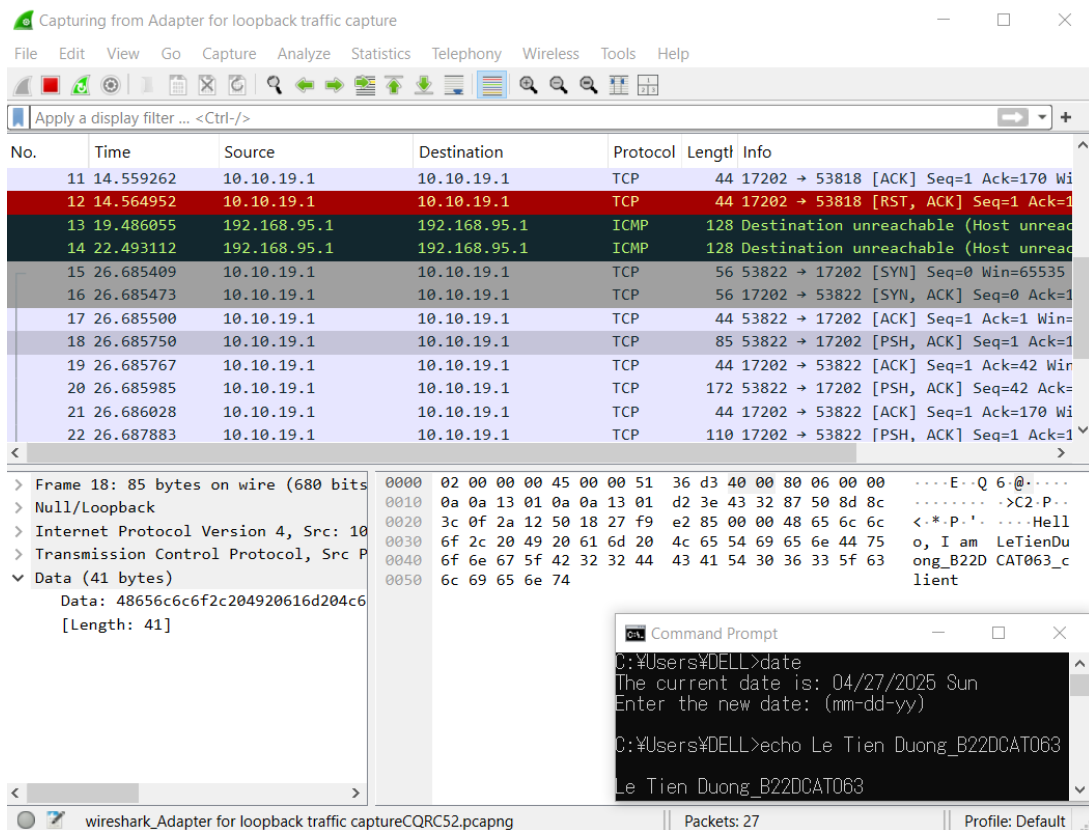 Capturing from Adapter for loopback traffic capture
File Edit View Go Capture Analyze Statistics Telephony Wireless Tools Help
Apply a display filter ... <Ctrl-/>
No. Time Source Destination Protocol Lengtl Info
11 14.559262 10.10.19.1 10.10.19.1 TCP 44 17202 → 53818 [ACK] Seq=1 Ack=170 Wi
12 14.564952 10.10.19.1 10.10.19.1 TCP 44 17202 → 53818 [RST, ACK] Seq=1 Ack=1
13 19.486055 192.168.95.1 192.168.95.1 ICMP 128 Destination unreachable (Host unreac
14 22.493112 192.168.95.1 192.168.95.1 ICMP 128 Destination unreachable (Host unreac
15 26.685409 10.10.19.1 10.10.19.1 TCP 56 53822 → 17202 [SYN] Seq=0 Win=65535
16 26.685473 10.10.19.1 10.10.19.1 TCP 56 17202 → 53822 [SYN, ACK] Seq=0 Ack=1
17 26.685500 10.10.19.1 10.10.19.1 TCP 44 53822 → 17202 [ACK] Seq=1 Ack=1 Win=
18 26.685750 10.10.19.1 10.10.19.1 TCP 85 53822 → 17202 [PSH, ACK] Seq=1 Ack=1
19 26.685767 10.10.19.1 10.10.19.1 TCP 44 17202 → 53822 [ACK] Seq=1 Ack=42 Win
20 26.685985 10.10.19.1 10.10.19.1 TCP 172 53822 → 17202 [PSH, ACK] Seq=42 Ack=
21 26.686028 10.10.19.1 10.10.19.1 TCP 44 17202 → 53822 [ACK] Seq=1 Ack=170 Wi
22 26.687883 10.10.19.1 10.10.19.1 TCP 110 17202 → 53822 [PSH, ACK] Seq=1 Ack=1
Frame 18: 85 bytes on wire (680 bits
Null/Loopback
Internet Protocol Version 4, Src: 10
Transmission Control Protocol, Src P
Data (41 bytes)
Data: 48656c6c6f2c204920616d204c6
[Length: 41]
0000 02 00 00 00 45 00 00 51 36 d3 40 00 80 06 00 00 ····E··Q 6·@·····
0010 0a 0a 13 01 0a 0a 13 01 d2 3e 43 32 87 50 8d 8c ········ ·>C2·P··
0020 3c 0f 2a 12 50 18 27 f9 e2 85 00 00 48 65 6c 6c <·*·P·'· ····Hell
0030 6f 2c 20 49 20 61 6d 20 4c 65 54 69 65 6e 44 75 o, I am LeTienDu
0040 6f 6e 67 5f 42 32 32 44 43 41 54 30 36 33 5f 63 ong_B22D CAT063_c
0050 6c 69 65 6e 74 lient
Command Prompt
C:¥Users¥DELL>date
The current date is: 04/27/2025 Sun
Enter the new date: (mm-dd-yy)
C:¥Users¥DELL>echo Le Tien Duong_B22DCAT063
Le Tien Duong_B22DCAT063
wireshark_Adapter for loopback traffic captureCQRC52.pcapng Packets: 27 Profile: Default